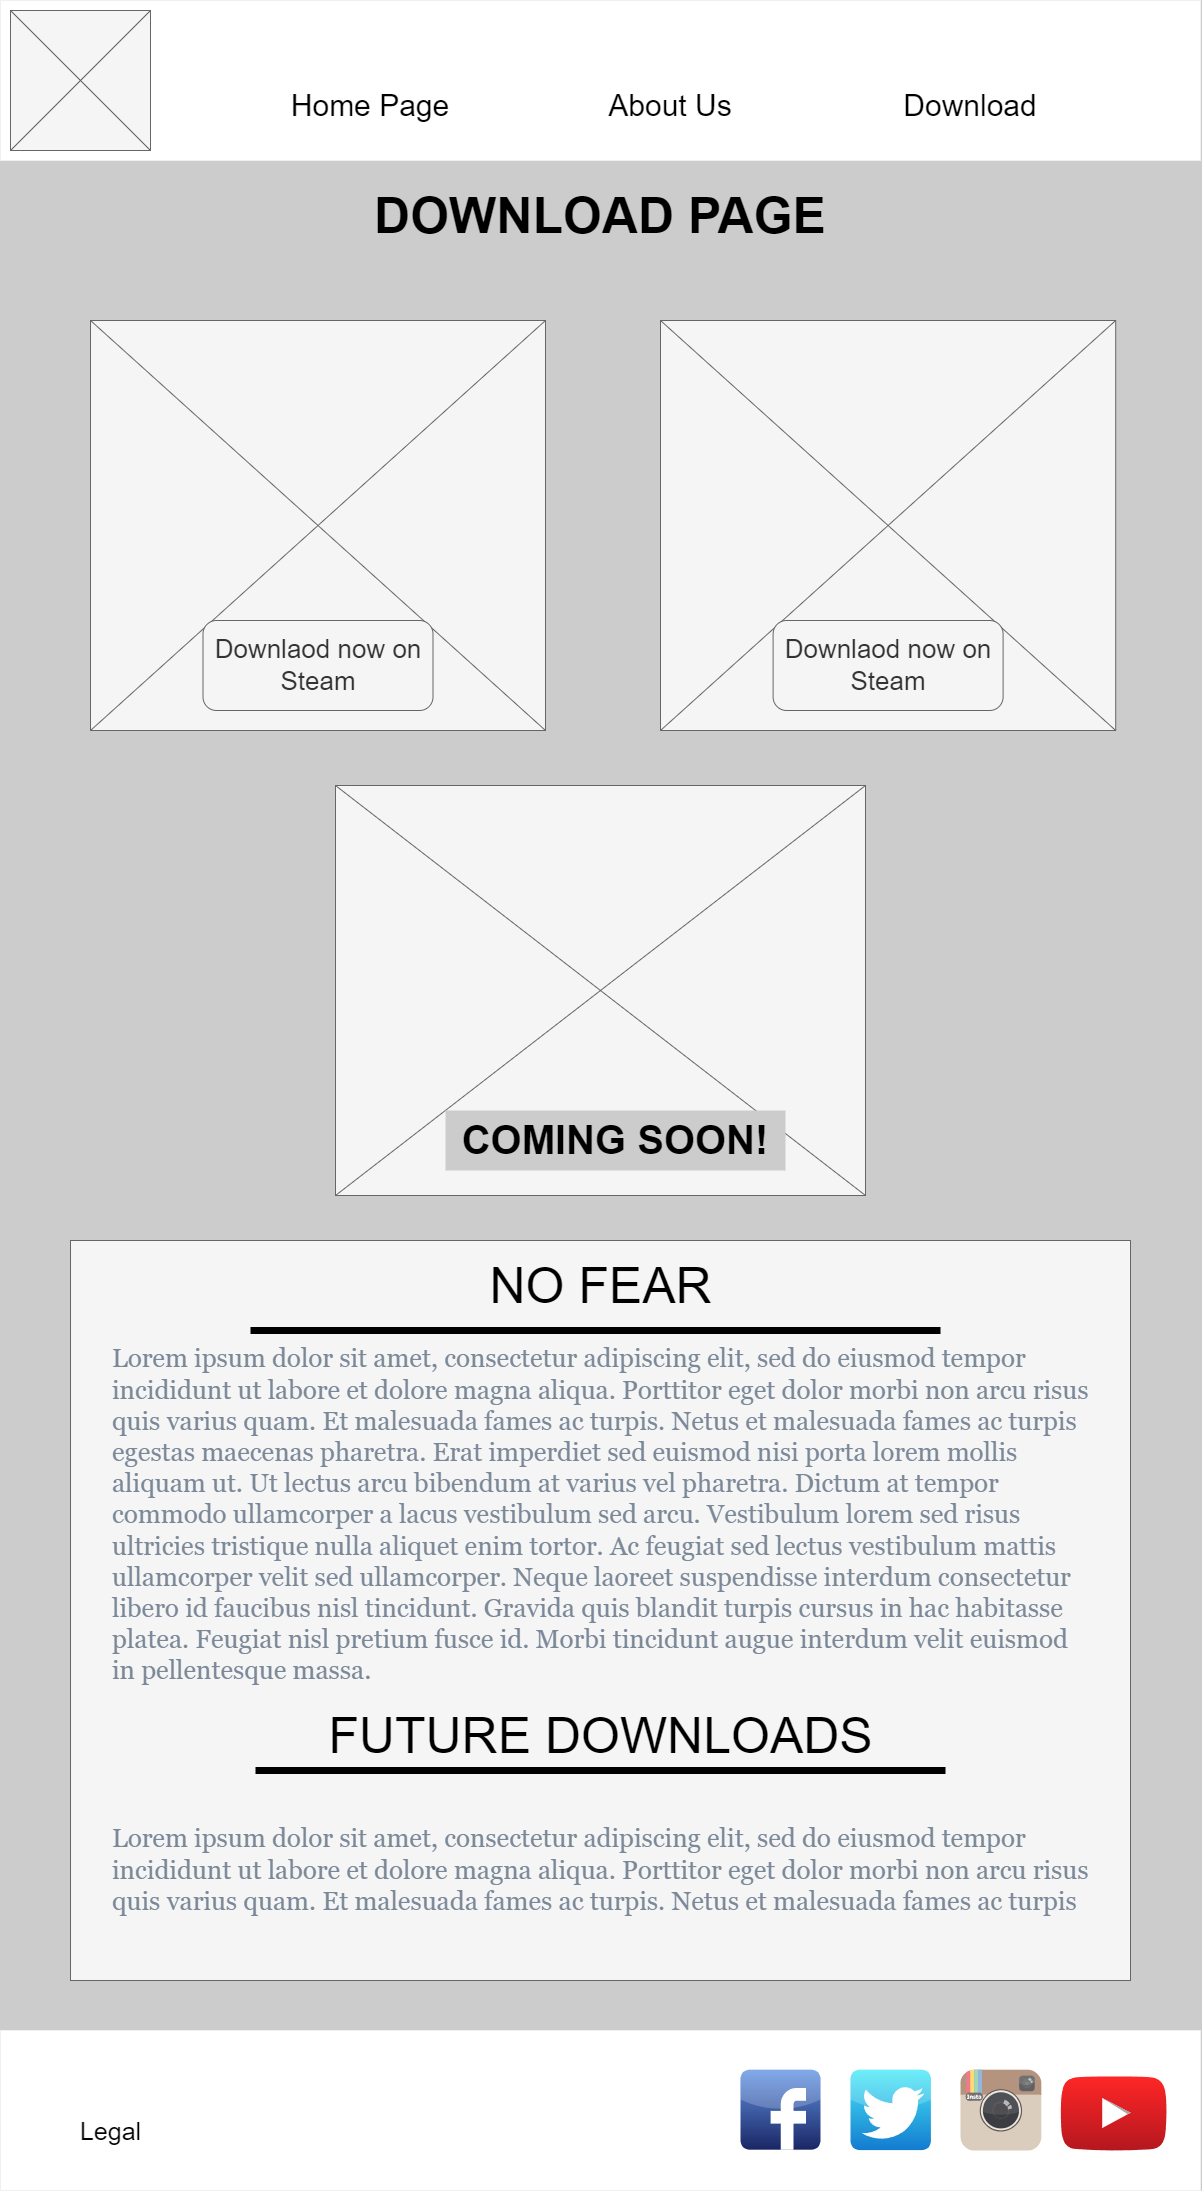 Home Page
About Us
Download
DOWNLOAD PAGE
Downlaod now on
Steam
Downlaod now on
Steam
COMING SOON!
NO FEAR
Lorem ipsum dolor sit amet, consectetur adipiscing elit, sed do eiusmod tempor
incididunt ut labore et dolore magna aliqua. Porttitor eget dolor morbi non arcu risus
quis varius quam. Et malesuada fames ac turpis. Netus et malesuada fames ac turpis
egestas maecenas pharetra. Erat imperdiet sed euismod nisi porta lorem mollis
aliquam ut. Ut lectus arcu bibendum at varius vel pharetra. Dictum at tempor
commodo ullamcorper a lacus vestibulum sed arcu. Vestibulum lorem sed risus
ultricies tristique nulla aliquet enim tortor. Ac feugiat sed lectus vestibulum mattis
ullamcorper velit sed ullamcorper. Neque laoreet suspendisse interdum consectetur
libero id faucibus nisl tincidunt. Gravida quis blandit turpis cursus in hac habitasse
platea. Feugiat nisl pretium fusce id. Morbi tincidunt augue interdum velit euismod
in pellentesque massa.
FUTURE DOWNLOADS
Lorem ipsum dolor sit amet, consectetur adipiscing elit, sed do eiusmod tempor
incididunt ut labore et dolore magna aliqua. Porttitor eget dolor morbi non arcu risus
quis varius quam. Et malesuada fames ac turpis. Netus et malesuada fames ac turpis
Legal
f
Insta